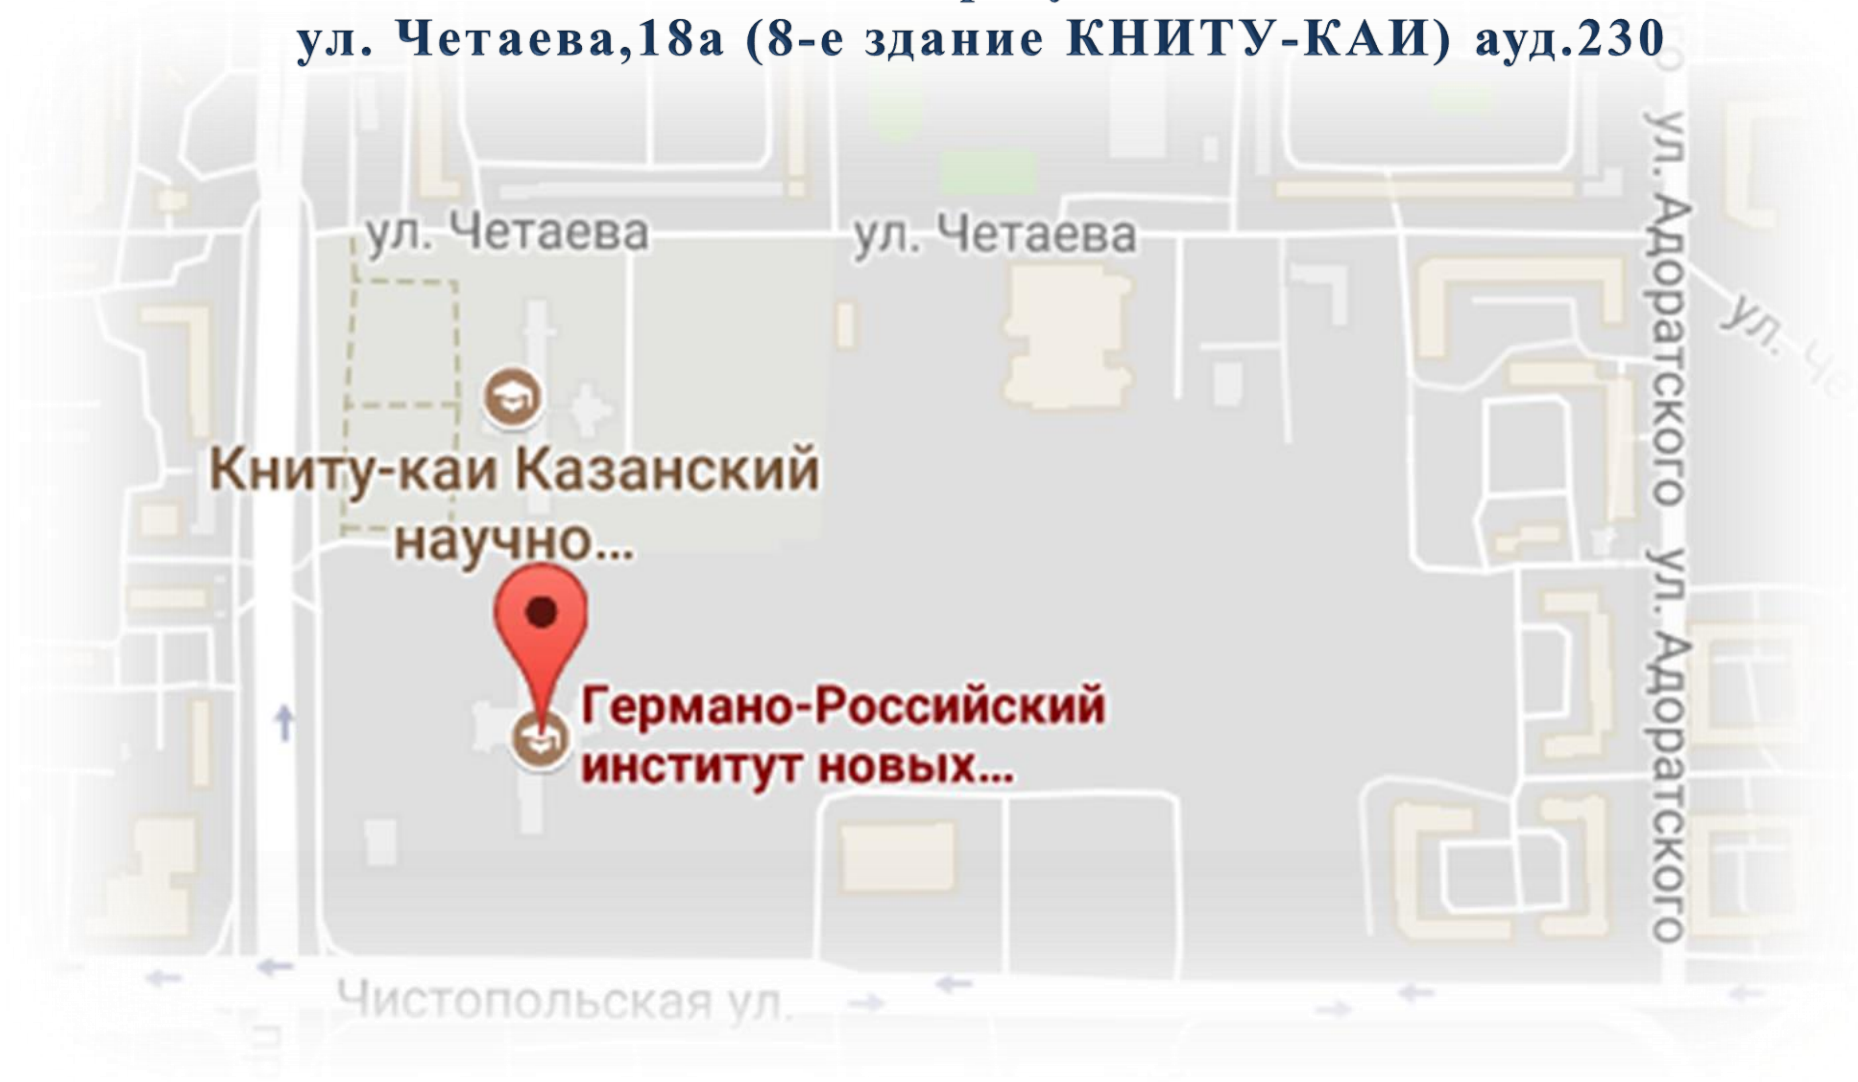 ул. Четаева,18а (8-е здание КНИТУ-КАИ) ауд.230
ул. Четаева
ул. Четаева
ул. Адоратского
ул.
Книту-каи Казанский
научно...
Германо-Российский
институт новых...
ул. Адоратского
Чистопольская ул.